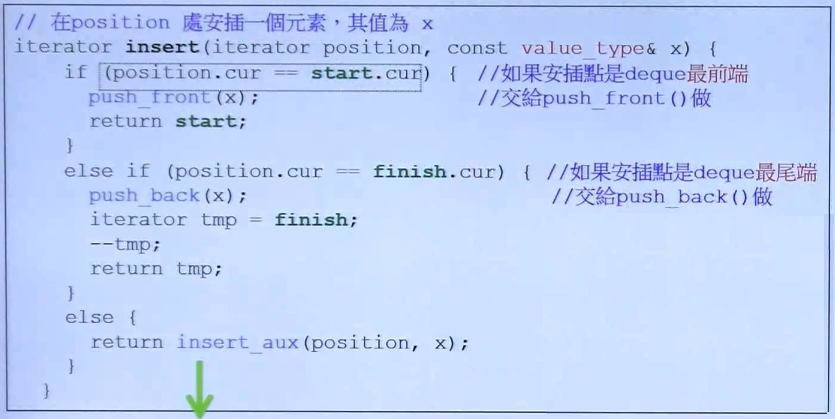 // 在position 處安插一個元素，其值為 x
iterator insert(iterator position, const value_type& x) {
if (position.cur == start.cur) { //如果安插點是deque最前端
push_front(x); //交給push_front()做
return start;
}
else if (position.cur == finish.cur) { //如果安插點是deque最尾端
push_back(x); //交給push_back()做
iterator tmp = finish;
--tmp;
return tmp;
}
else {
return insert_aux(position, x);
}
}